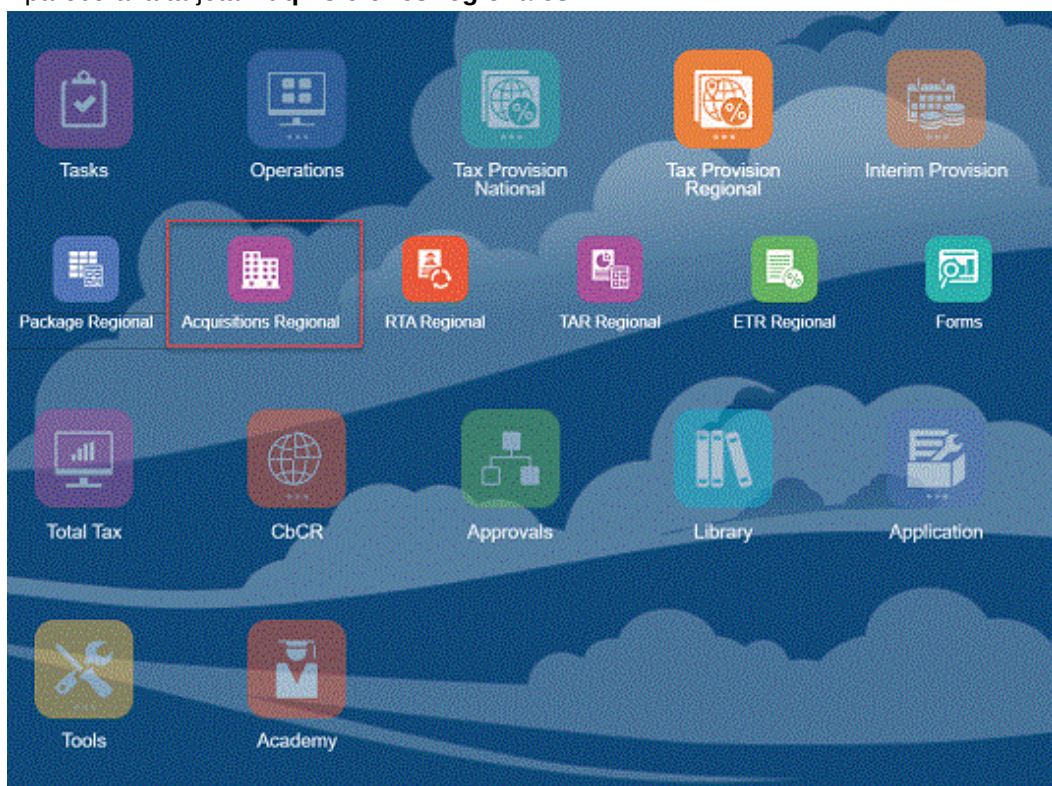 Tasks
Operations
Tax Provision
National
Tax Provision
Regional
Interim Provision
Package Regional
Acquisitions Regional
RTA Regional
TAR Regional
ETR Regional
Forms
Total Tax
CbCR
Approvals
Library
Application
Tools
Academy